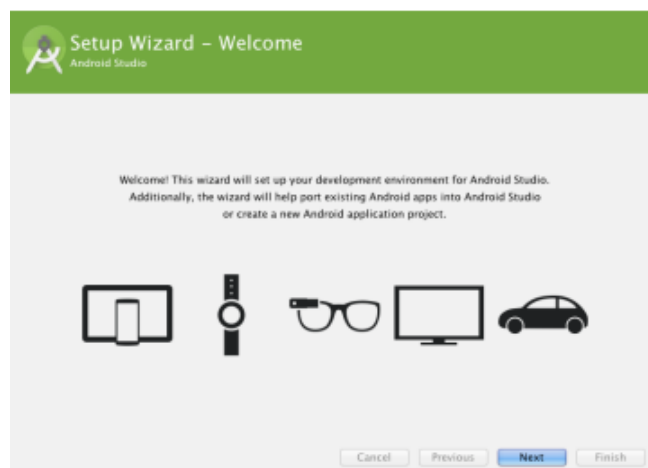 Setup Wizard – Welcome
Android Studio
Welcome! This wizard will set up your development environment for Android Studio.
Additionally, the wizard will help port existing Android apps into Android Studio
or create a new Android application project.
Cancel
Previous
Next
Finish